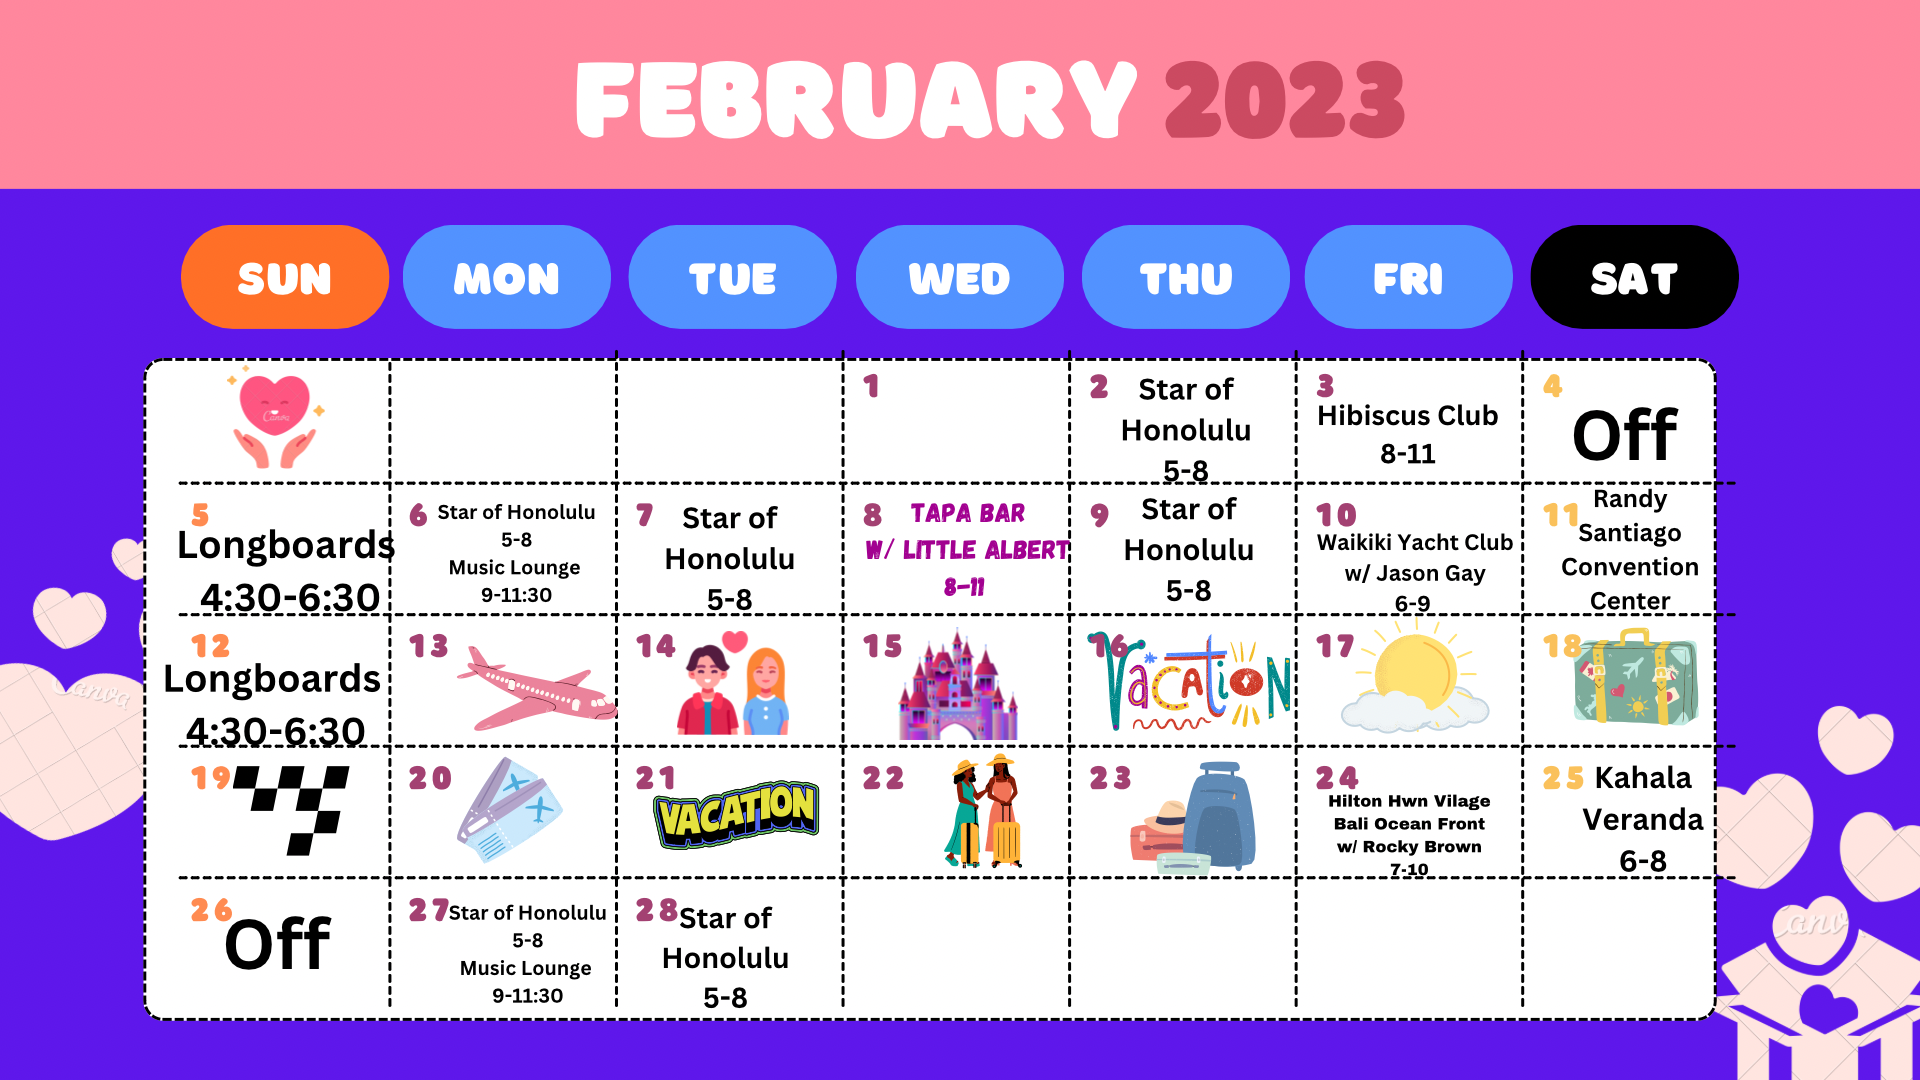 FEBRUARY 2023
SUN MON TUE WED THU FRI SAT
Canva
1
2
Star of
Honolulu
5-8
3
Hibiscus Club
8-11
4
Off
5
Longboards
4:30-6:30
6
Star of Honolulu
5-8
Music Lounge
9-11:30
7
Star of
Honolulu
5-8
8
TAPA BAR
W/ LITTLE ALBERT
8-11
9
Star of
Honolulu
5-8
10
Waikiki Yacht Club
w/ Jason Gay
6-9
11
Randy
Santiago
Convention
Center
12
Longboards
4:30-6:30
13
14
15
16
VACATION
17
18
Canva
19
20
21
VACATION
22
23
24
Hilton Hwn Vilage
Bali Ocean Front
w/ Rocky Brown
7-10
25
Kahala
Veranda
6-8
26
Off
27
Star of Honolulu
5-8
Music Lounge
9-11:30
28
Star of
Honolulu
5-8
Canv